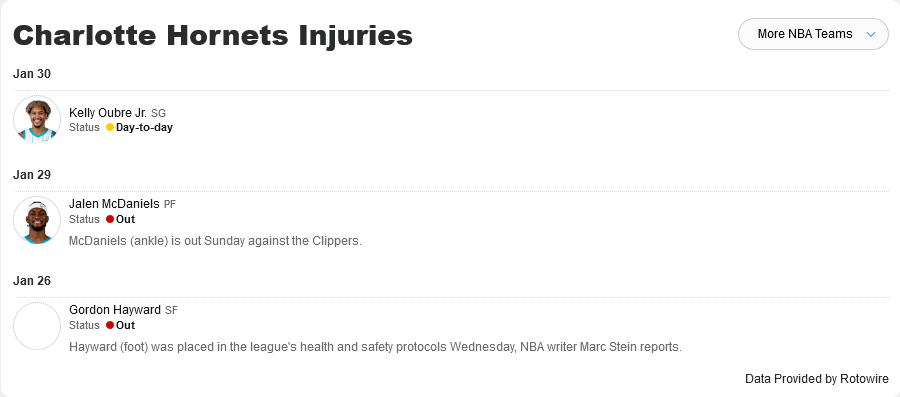 Charlotte Hornets Injuries
More NBA Teams
Jan 30
Kelly Oubre Jr. SG
Status Day-to-day
Jan 29
Jalen McDaniels PF
Status Out
McDaniels (ankle) is out Sunday against the Clippers.
Jan 26
Gordon Hayward SF
Status Out
Hayward (foot) was placed in the league's health and safety protocols Wednesday, NBA writer Marc Stein reports.
Data Provided by Rotowire